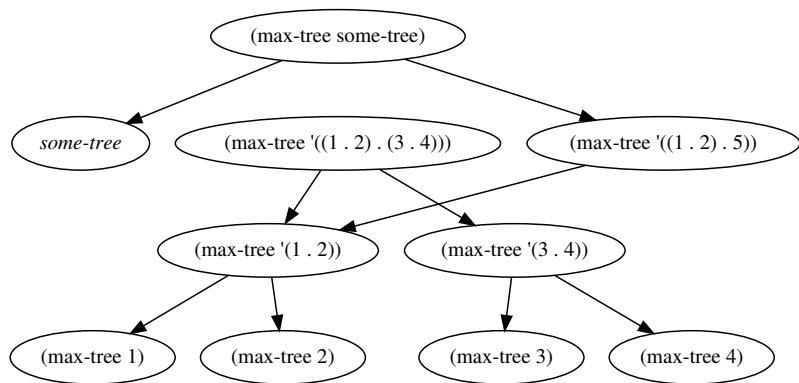 (max-tree some-tree)
some-tree
(max-tree '((1 . 2) . (3 . 4)))
(max-tree '((1 . 2) . 5))
(max-tree '(1 . 2))
(max-tree '(3 . 4))
(max-tree 1)
(max-tree 2)
(max-tree 3)
(max-tree 4)